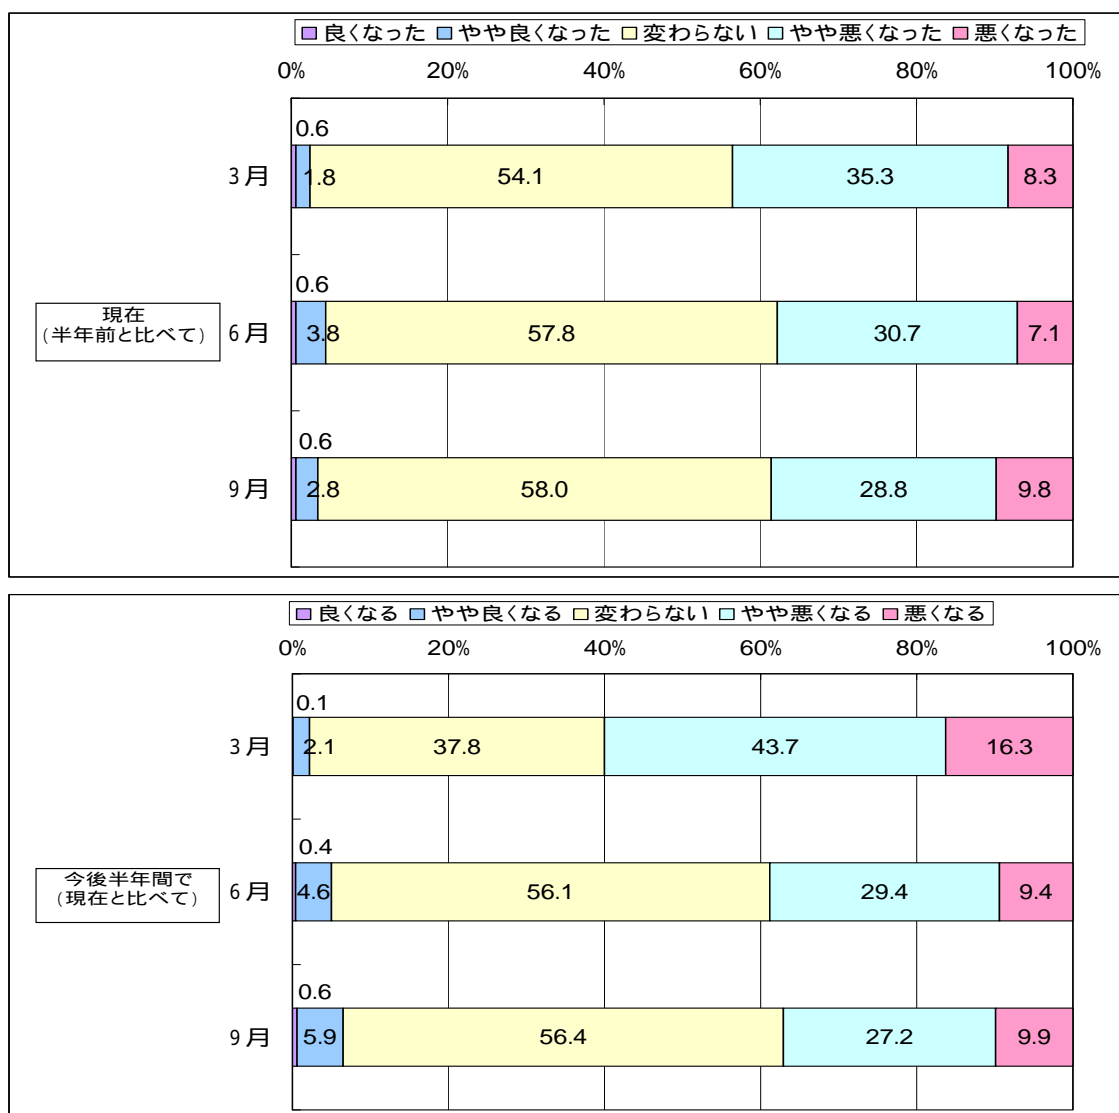 良くなった やや良くなった 変わらない やや悪くなった 悪くなった
0% 20% 40% 60% 80% 100%
0.6
3月 1.8 54.1 35.3 8.3
0.6
現在
(半年前と比べて)
6月 3.8 57.8 30.7 7.1
0.6
9月 2.8 58.0 28.8 9.8
良くなる やや良くなる 変わらない やや悪くなる 悪くなる
0% 20% 40% 60% 80% 100%
0.1
3月 2.1 37.8 43.7 16.3
0.4
今後半年間で
(現在と比べて)
6月 4.6 56.1 29.4 9.4
0.6
9月 5.9 56.4 27.2 9.9